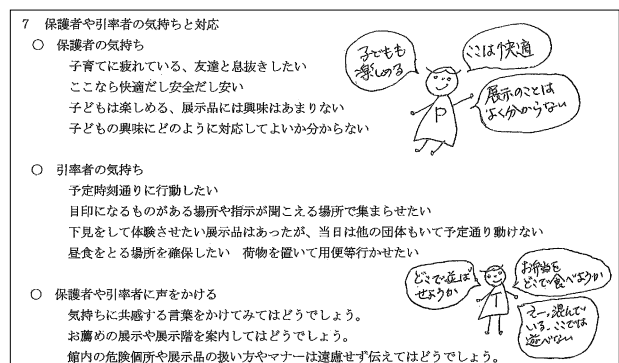 7 保護者や引率者の気持ちと対応
○ 保護者の気持ち
子育てに疲れている、友達と息抜きしたい
ここなら快適だし安全だし安い
子どもは楽しめる、展示品には興味はあまりない
子どもの興味にどのように対応してよいか分からない
子どもも
楽しめる
ここは快適
展示のことは
よく分からない
P
○ 引率者の気持ち
予定時刻通りに行動したい
目印になるものがある場所や指示が聞こえる場所で集まらせたい
下見をして体験させたい展示品はあったが、当日は他の団体もいて予定通り動けない
昼食をとる場所を確保したい 荷物を置いて用便等行かせたい
○ 保護者や引率者に声をかける
気持ちに共感する言葉をかけてみてはどうでしょう。
お薦めの展示や展示階を案内してはどうでしょう。
館内の危険個所や展示品の扱い方やマナーは遠慮せず伝えてはどうでしょう。
どこで並ば
せようか
お弁当を
どこで食べようか
T
えー、混んで
いる。ここでは
遊べない